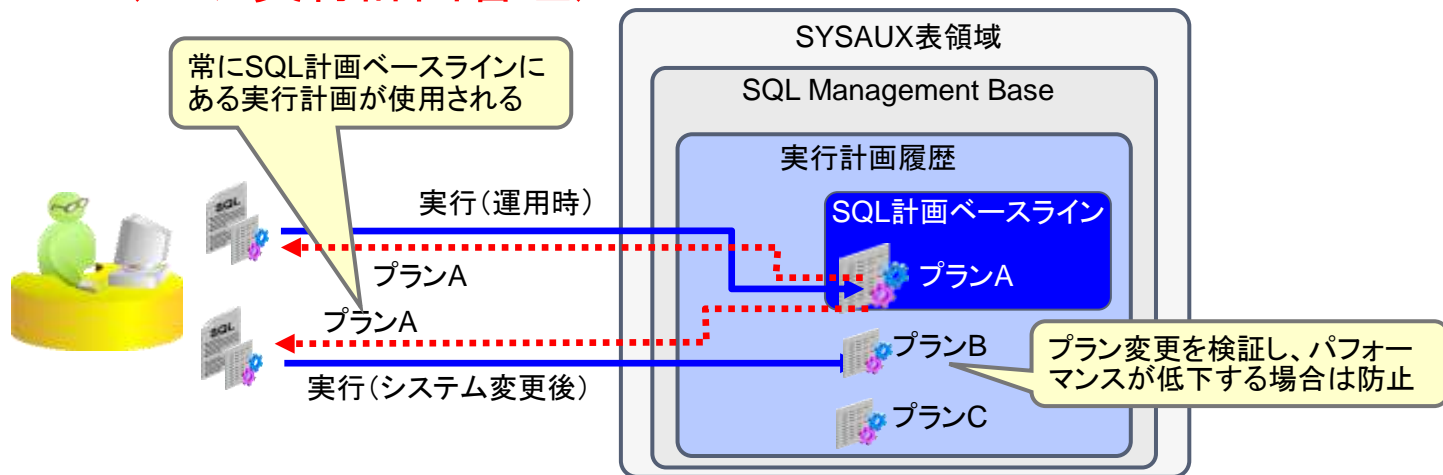 SYSAUX表領域
常にSQL計画ベースラインに
ある実行計画が使用される
SQL Management Base
実行計画履歴
実行(運用時)
SQL計画ベースライン
プランA
プランA
プランA
プランB
実行(システム変更後)
プラン変更を検証し、パフォー
マンスが低下する場合は防止
プランC